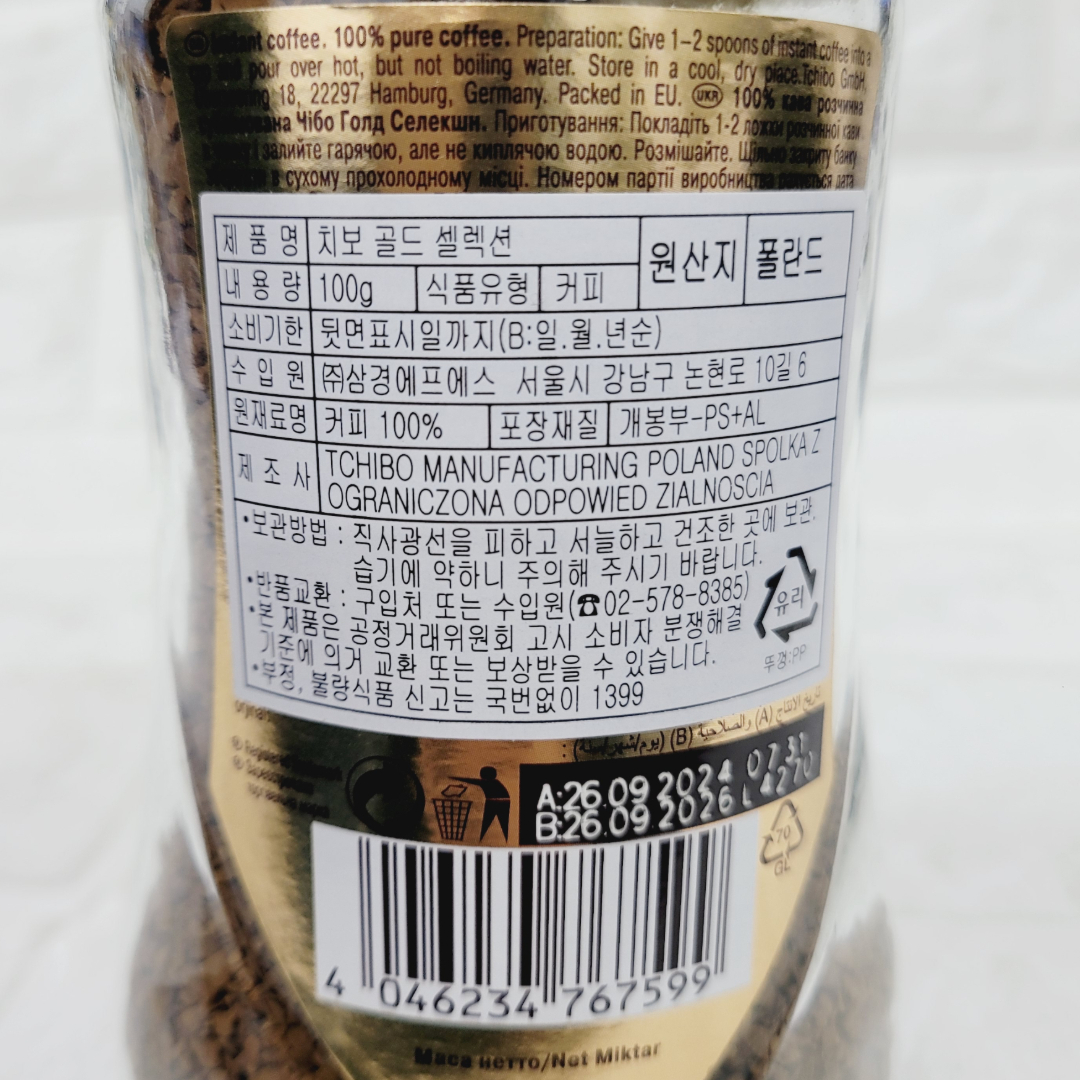 instant coffee. 100% pure coffee. Preparation: Give 1-2 spoons of instant coffee into a
pour over hot, but not boiling water. Store in a cool, dry place. Tchibo GmbH,
18, 22297 Hamburg, Germany. Packed in EU. UKR 100% кава розчинна
Чібо Голд Селекшн. Приготування: Покладіть 1-2 ложки розчинної кави
і залийте гарячою, але не киплячою водою. Розмішайте. Щільно закриту банку
в сухому прохолодному місці. Номером партії виробництва дата
제 품 명 치보 골드 셀렉션 원산지 폴란드
내 용 량 100g 식품유형 커피
소비기한 뒷면표시일까지(B:일.월.년순)
수 입 원 ㈜삼경에프에스 서울시 강남구 논현로 10길 6
원재료명 커피 100% 포장재질 개봉부-PS+AL
제 조 사 TCHIBO MANUFACTURING POLAND SPOLKA Z
OGRANICZONA ODPOWIED ZIALNOSCIA
•보관방법 : 직사광선을 피하고 서늘하고 건조한 곳에 보관.
습기에 약하니 주의해 주시기 바랍니다.
•반품교환 : 구입처 또는 수입원(☎02-578-8385)
•본 제품은 공정거래위원회 고시 소비자 분쟁해결
기준에 의거 교환 또는 보상받을 수 있습니다.
•부정, 불량식품 신고는 국번없이 1399
유리
뚜껑:PP
تاريخ الانتاج (A) والصلاحية (B) (يوم/شهر/سنة) :
A:26.09.2024 07.31
B:26.09.2026 L 4270
70
GL
4 046234 767599
Маса нетто/Net Miktar